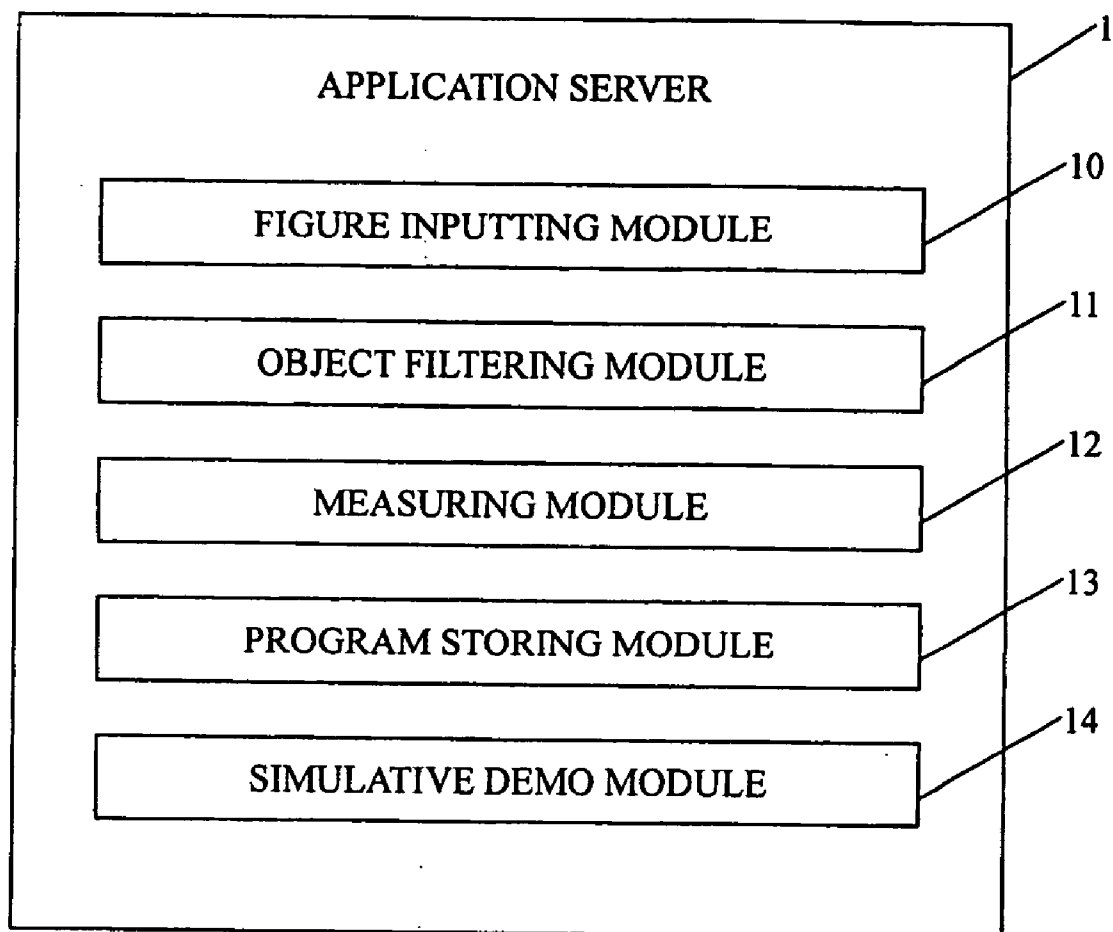 1
APPLICATION SERVER
10
FIGURE INPUTTING MODULE
11
OBJECT FILTERING MODULE
12
MEASURING MODULE
13
PROGRAM STORING MODULE
14
SIMULATIVE DEMO MODULE